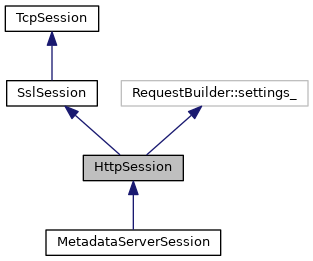 TcpSession
SslSession
RequestBuilder::settings_
HttpSession
MetadataServerSession